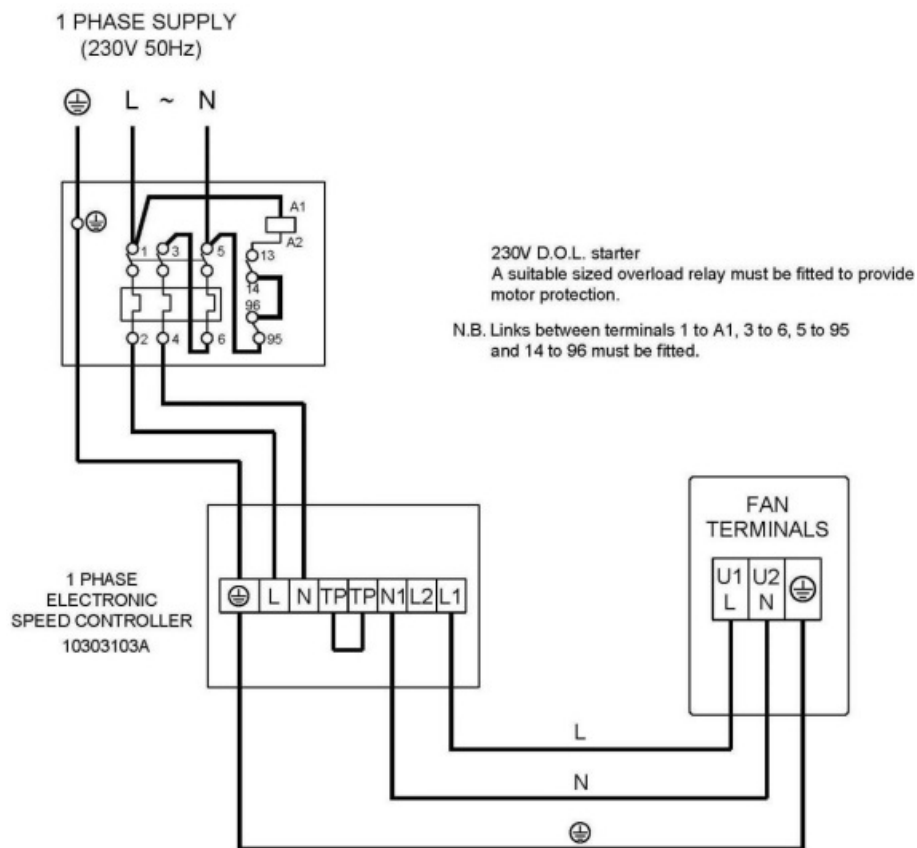 1 PHASE SUPPLY
(230V 50Hz)
L ~ N
A1
A2
1 3 5 13
14
96
2 4 6 95
230V D.O.L. starter
A suitable sized overload relay must be fitted to provide
motor protection.
N.B. Links between terminals 1 to A1, 3 to 6, 5 to 95
and 14 to 96 must be fitted.
FAN
TERMINALS
U1 U2
L N
1 PHASE
ELECTRONIC
SPEED CONTROLLER
10303103A
L N TP TP N1 L2 L1
L
N